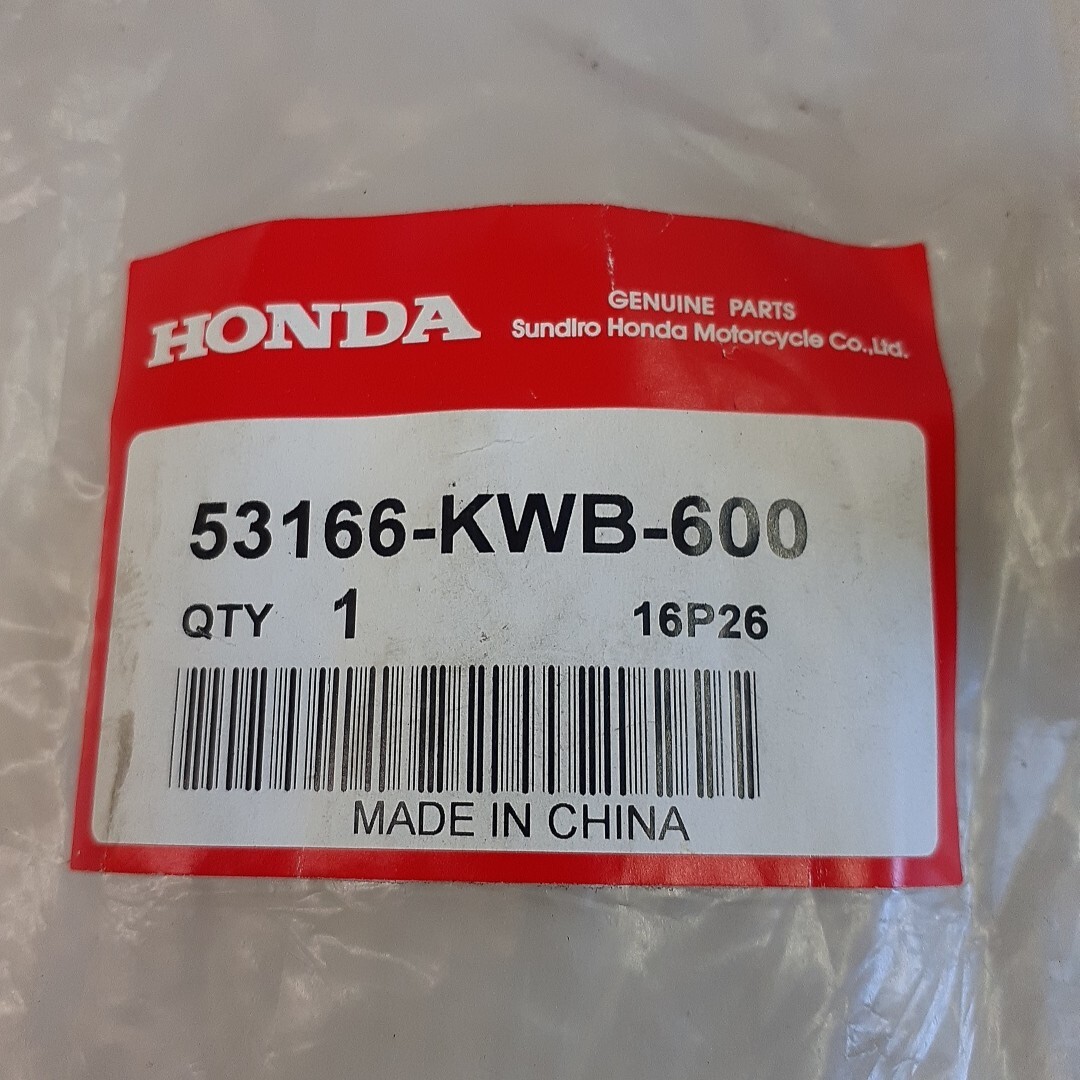 HONDA
GENUINE PARTS
Sundiro Honda Motorcycle Co.,Ltd.
53166-KWB-600
QTY 1 16P26
MADE IN CHINA